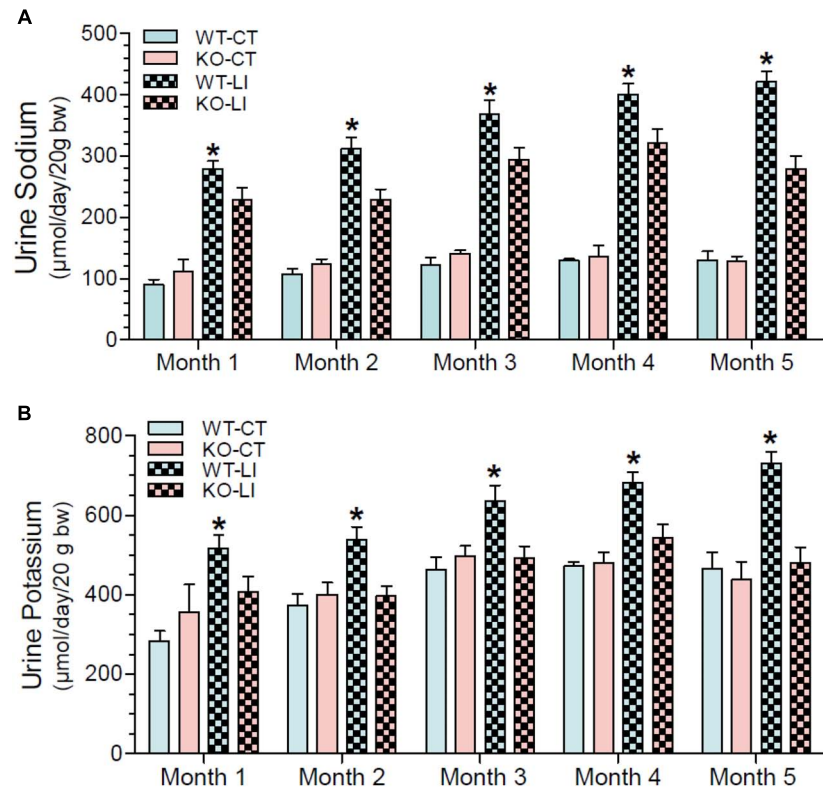 A
Urine Sodium
(µmol/day/20g bw)
500
400
300
200
100
0
WT-CT
KO-CT
WT-LI
KO-LI
* * * * *
Month 1 Month 2 Month 3 Month 4 Month 5
B
Urine Potassium
(µmol/day/20 g bw)
800
600
400
200
0
WT-CT
KO-CT
WT-LI
KO-LI
* * * * *
Month 1 Month 2 Month 3 Month 4 Month 5